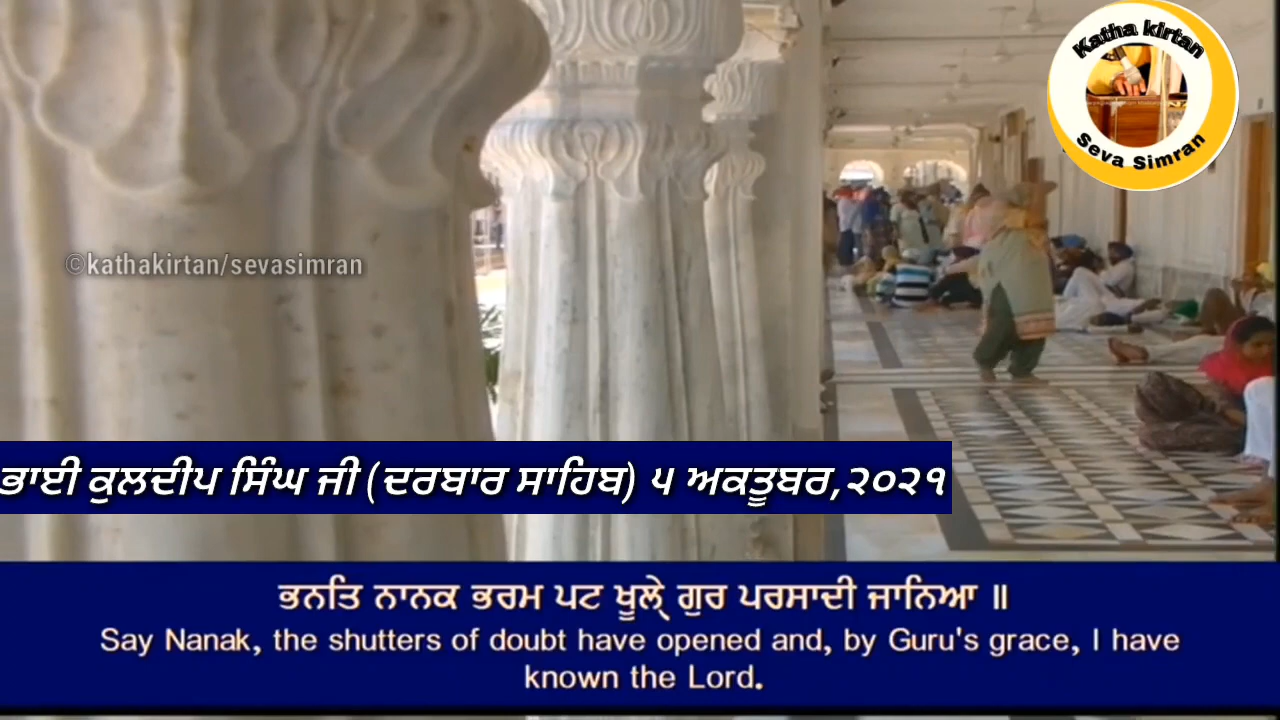 Katha kirtan
Seva Simran
©kathakirtan/sevasimran
ਭਾਈ ਕੁਲਦੀਪ ਸਿੰਘ ਜੀ (ਦਰਬਾਰ ਸਾਹਿਬ) ੫ ਅਕਤੂਬਰ,੨੦੨੧
ਭਨਤਿ ਨਾਨਕ ਭਰਮ ਪਟ ਖੂਲੇ੍ ਗੁਰ ਪਰਸਾਦੀ ਜਾਨਿਆ ॥
Say Nanak, the shutters of doubt have opened and, by Guru's grace, I have
known the Lord.